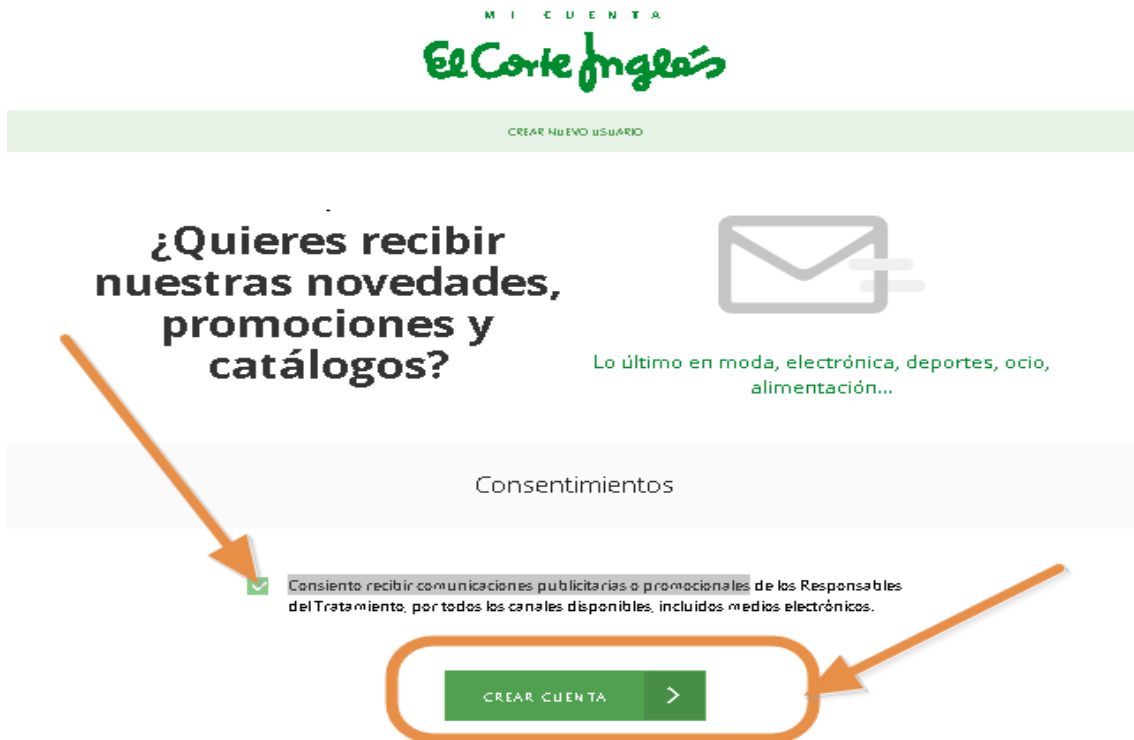 MI CUENTA
El Corte Inglés
CREAR NUEVO USUARIO
¿Quieres recibir
nuestras novedades,
promociones y
catálogos?
Lo último en moda, electrónica, deportes, ocio,
alimentación...
Consentimientos
Consiento recibir comunicaciones publicitarias o promocionales de los Responsables
del Tratamiento, por todos los canales disponibles, incluidos medios electrónicos.
CREAR CUENTA